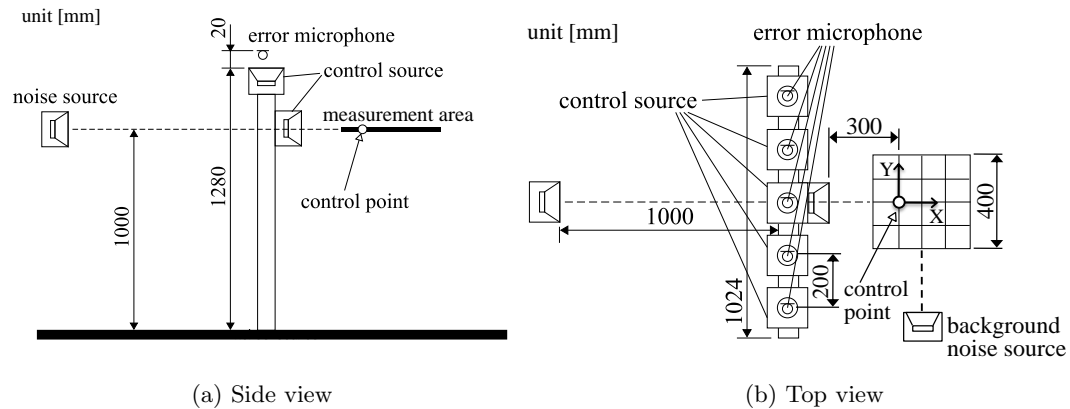 unit [mm]
20
error microphone
control source
noise source
measurement area
1280
1000
control point
(a) Side view
unit [mm]
error microphone
control source
300
Y
X
400
1000
1024
200
control
point
background
noise source
(b) Top view